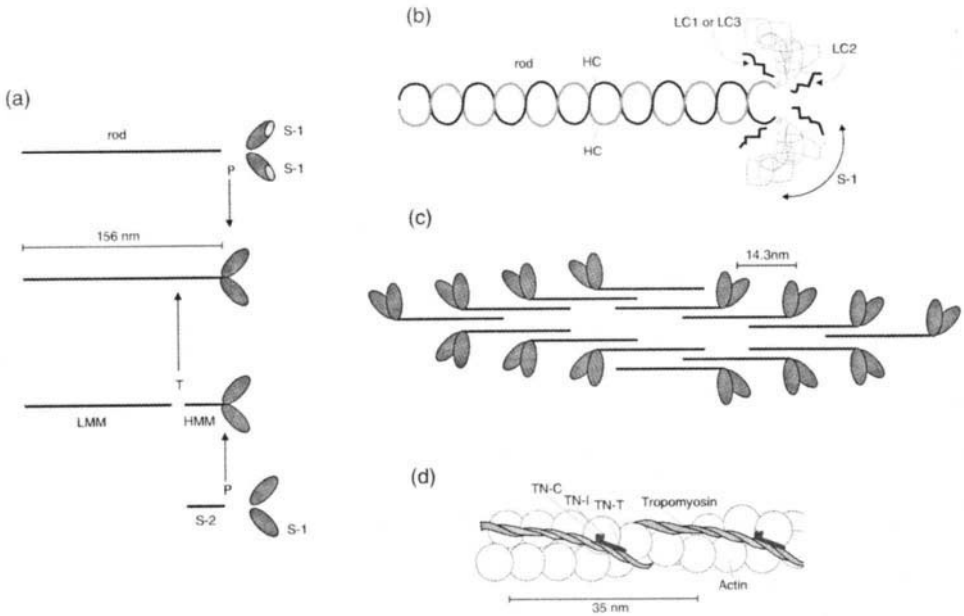 (a)
rod
S-1
S-1
P
156 nm
T
LMM
HMM
P
S-2
S-1
(b)
LC1 or LC3
LC2
rod
HC
HC
S-1
(c)
14.3nm
(d)
TN-C
TN-I
TN-T
Tropomyosin
Actin
35 nm